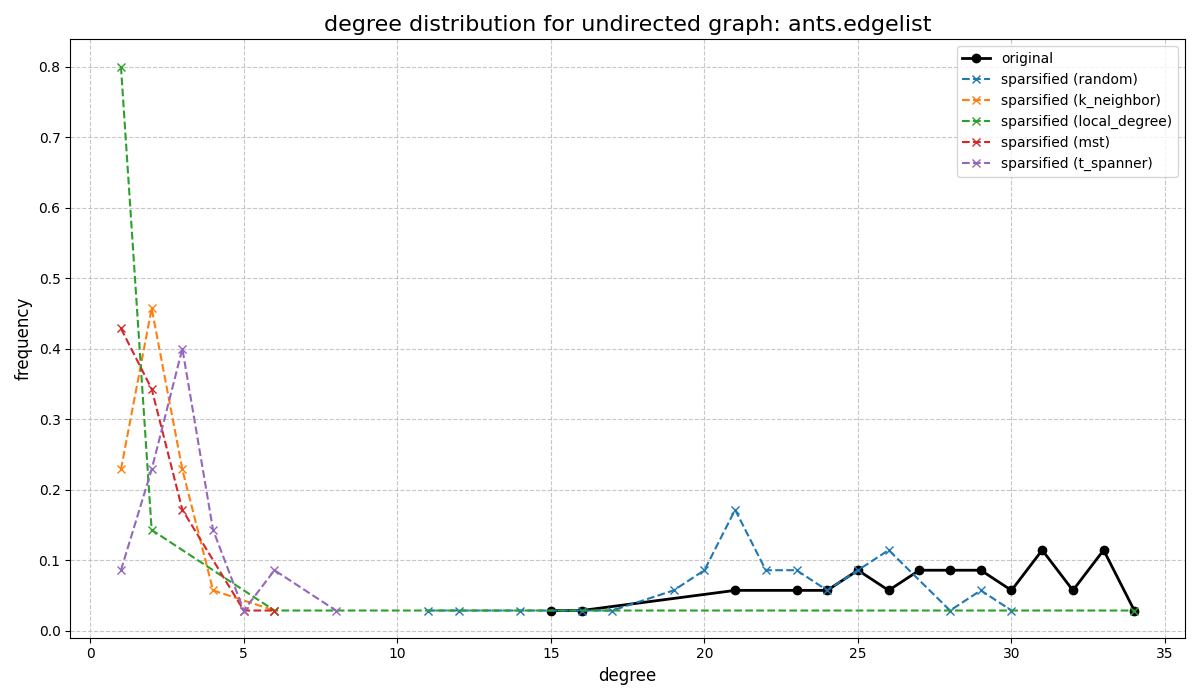 degree distribution for undirected graph: ants.edgelist
original
sparsified (random)
sparsified (k_neighbor)
sparsified (local_degree)
sparsified (mst)
sparsified (t_spanner)
frequency
0.8
0.7
0.6
0.5
0.4
0.3
0.2
0.1
0.0
0 5 10 15 20 25 30 35
degree